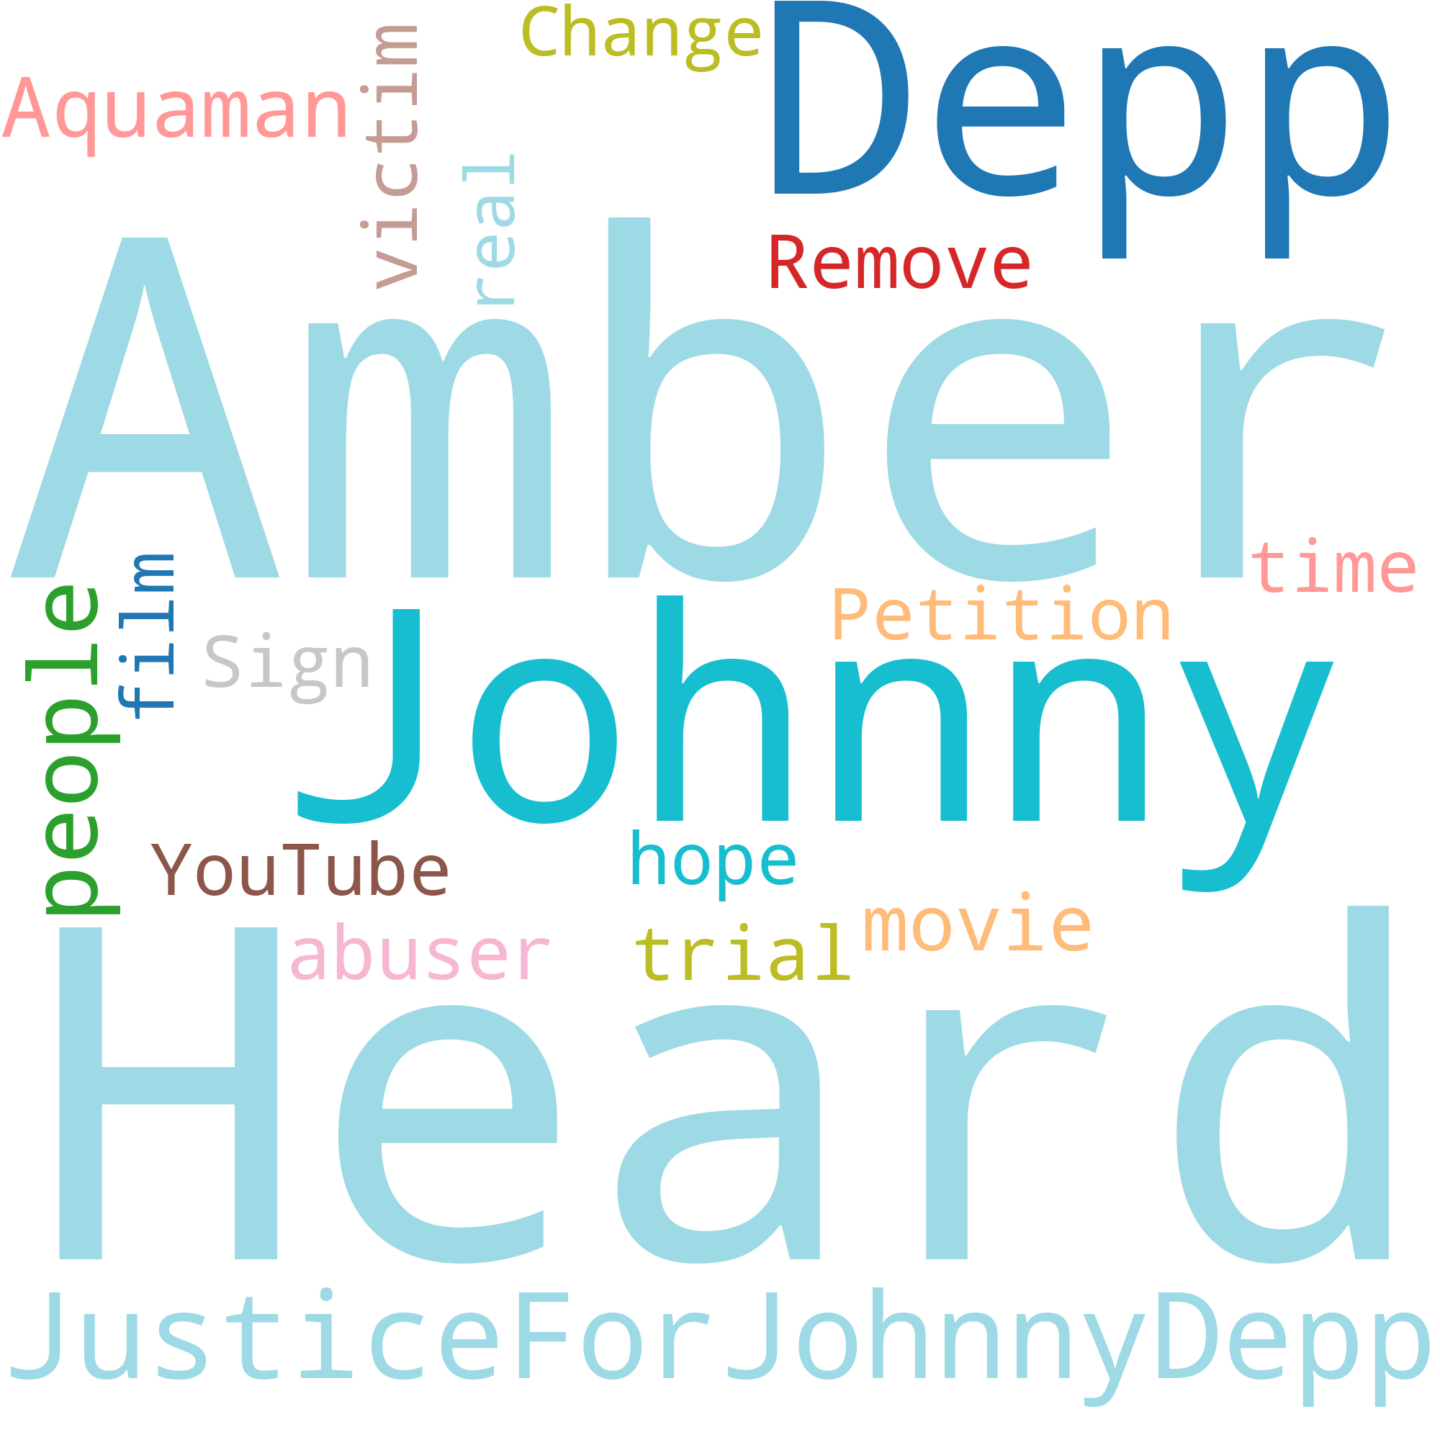 Change
Depp
Aquaman
victim
real
Remove
Amber
time
people
film
Sign
Petition
Johnny
YouTube
hope
movie
abuser
trial
Heard
JusticeForJohnnyDepp